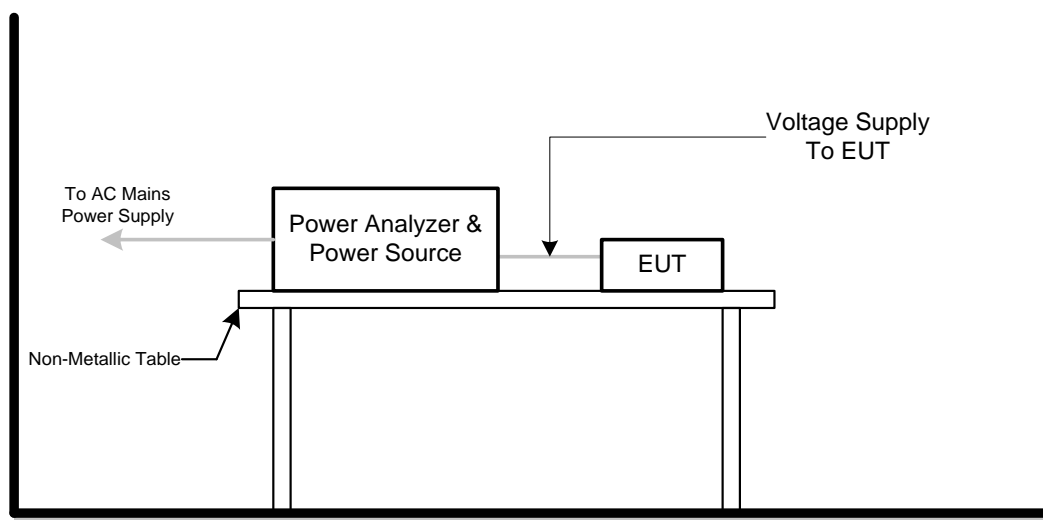 Voltage Supply
To EUT
To AC Mains
Power Supply
Power Analyzer &
Power Source
EUT
Non-Metallic Table